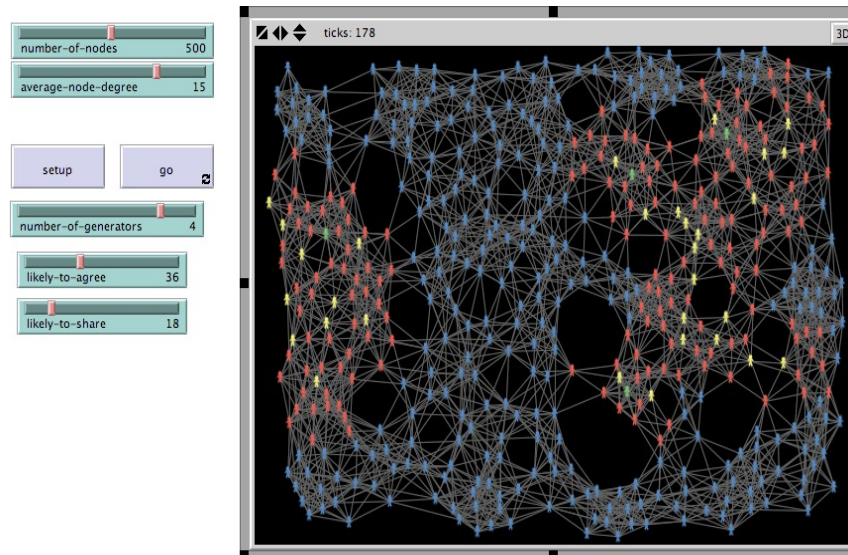 number-of-nodes 500
average-node-degree 15
setup
go
number-of-generators 4
likely-to-agree 36
likely-to-share 18
ticks: 178
3D